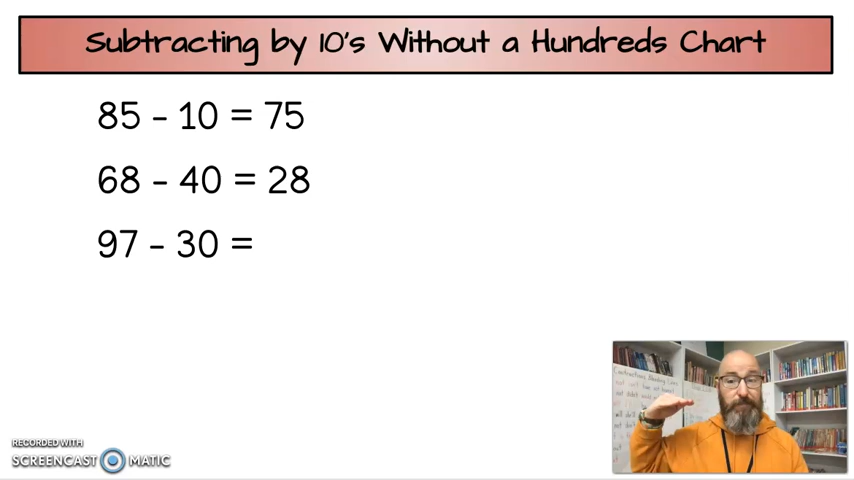 Subtracting by 10's Without a Hundreds Chart
85 - 10 = 75
68 - 40 = 28
97 - 30 =
RECORDED WITH
SCREENCAST MATIC